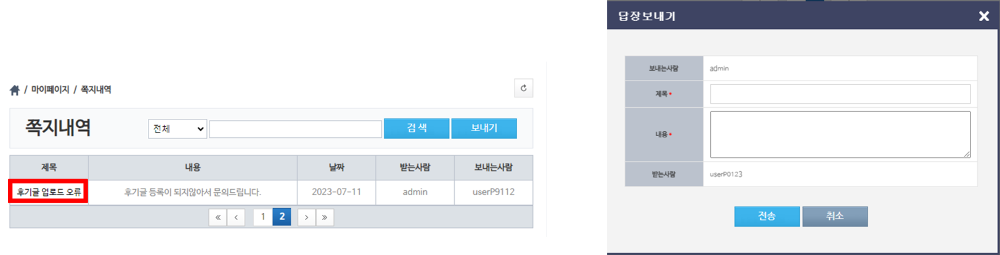 / 마이페이지 / 쪽지내역
쪽지내역 전체 검 색 보내기
제목 내용 날짜 받는사람 보내는사람
후기글 업로드 오류 후기글 등록이 되지않아서 문의드립니다. 2023-07-11 admin userP9112
« ‹ 1 2 › »
답장보내기
보내는사람 admin
제목 •
내용 •
받는사람 userP0123
전송 취소